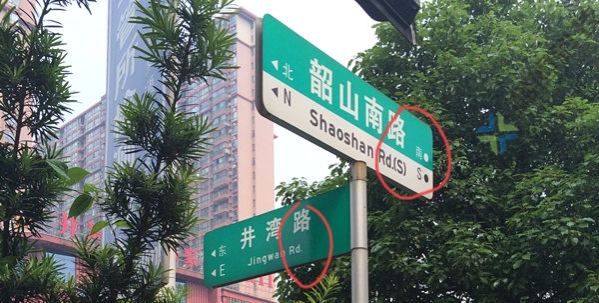 北 韶山南路 南
N Shaoshan Rd.(S) S
东 井湾路
E Jingwan Rd.